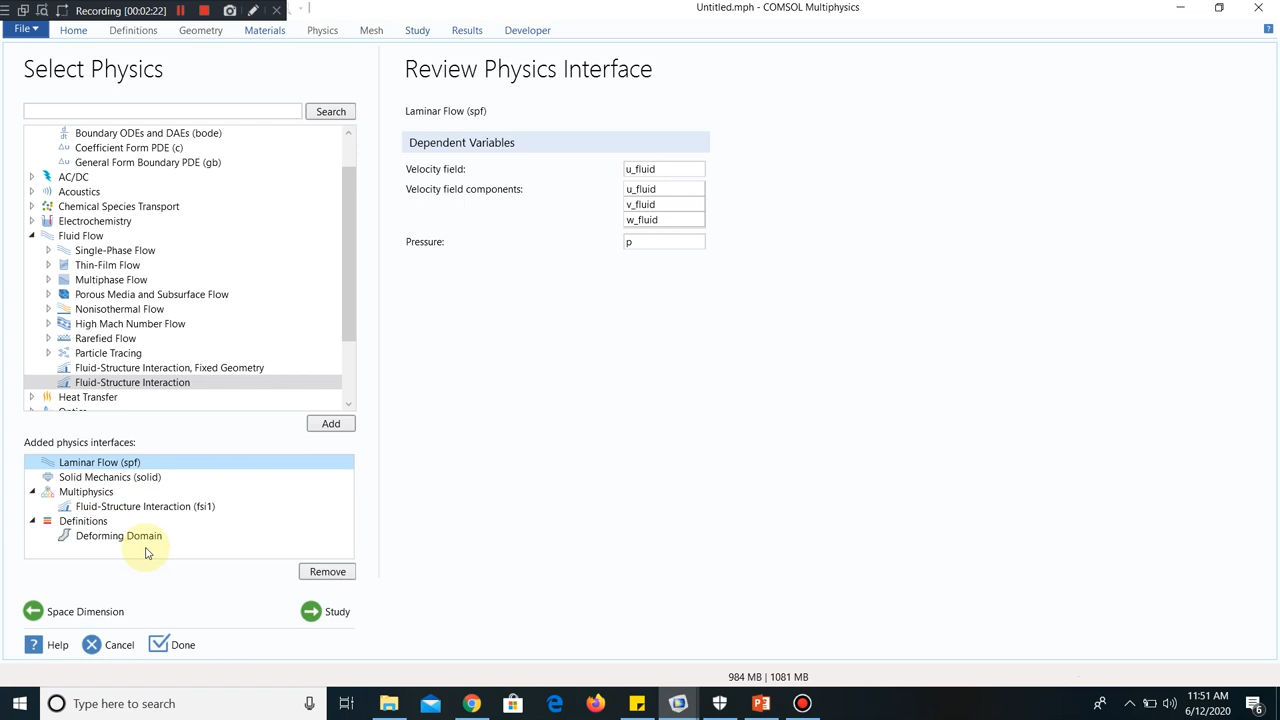 Recording [00:02:22]
Untitled.mph - COMSOL Multiphysics
File
Home
Definitions
Geometry
Materials
Physics
Mesh
Study
Results
Developer
?
Select Physics
Search
Boundary ODEs and DAEs (bode)
Δu Coefficient Form PDE (c)
Δu General Form Boundary PDE (gb)
AC/DC
Acoustics
Chemical Species Transport
Electrochemistry
Fluid Flow
Single-Phase Flow
Thin-Film Flow
Multiphase Flow
Porous Media and Subsurface Flow
Nonisothermal Flow
High Mach Number Flow
Rarefied Flow
Particle Tracing
Fluid-Structure Interaction, Fixed Geometry
Fluid-Structure Interaction
Heat Transfer
Add
Added physics interfaces:
Laminar Flow (spf)
Solid Mechanics (solid)
Multiphysics
Fluid-Structure Interaction (fsi1)
Definitions
Deforming Domain
Remove
Space Dimension
Study
? Help
Cancel
Done
Review Physics Interface
Laminar Flow (spf)
Dependent Variables
Velocity field:
u_fluid
Velocity field components:
u_fluid
v_fluid
w_fluid
Pressure:
p
984 MB | 1081 MB
Type here to search
11:51 AM
6/12/2020
6